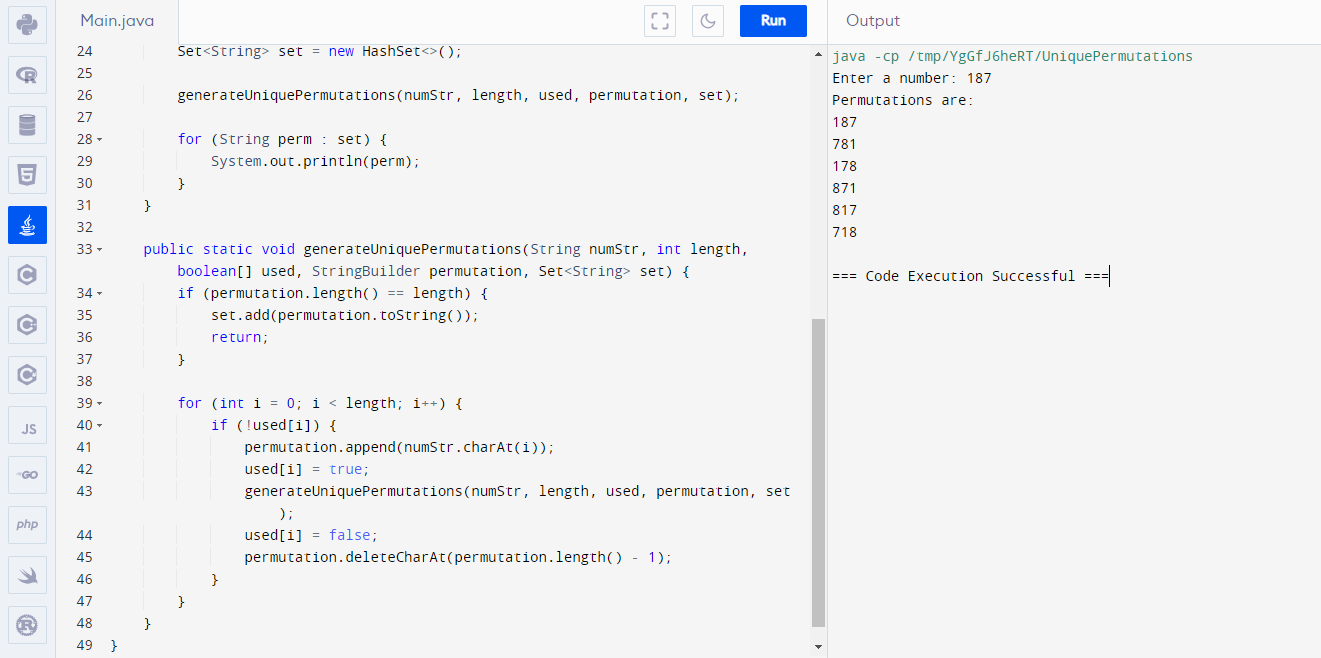 Main.java
Run
Output
24 Set<String> set = new HashSet<>();
25
26 generateUniquePermutations(numStr, length, used, permutation, set);
27
28 for (String perm : set) {
29 System.out.println(perm);
30 }
31 }
32
33 public static void generateUniquePermutations(String numStr, int length,
boolean[] used, StringBuilder permutation, Set<String> set) {
34 if (permutation.length() == length) {
35 set.add(permutation.toString());
36 return;
37 }
38
39 for (int i = 0; i < length; i++) {
40 if (!used[i]) {
41 permutation.append(numStr.charAt(i));
42 used[i] = true;
43 generateUniquePermutations(numStr, length, used, permutation, set
);
44 used[i] = false;
45 permutation.deleteCharAt(permutation.length() - 1);
46 }
47 }
48 }
49 }
java -cp /tmp/YgGfJ6heRT/UniquePermutations
Enter a number: 187
Permutations are:
187
781
178
871
817
718
=== Code Execution Successful ===
R
5
C
C
C
JS
GO
php
R